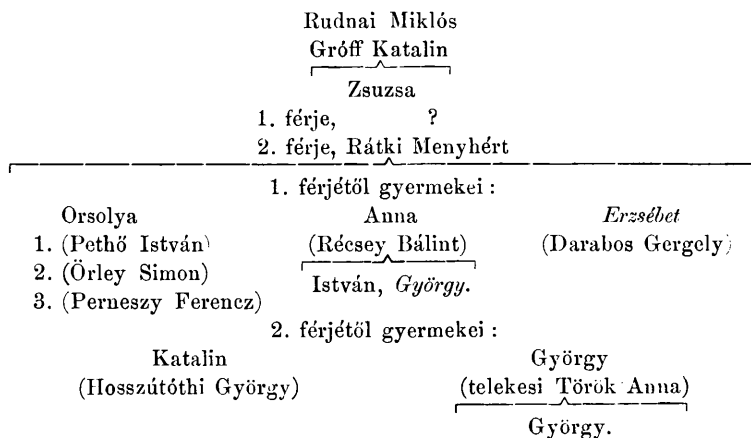 Rudnai Miklós
Gróff Katalin
Zsuzsa
1. férje, ?
2. férje, Rátki Menyhért
1. férjétől gyermekei :
Orsolya Anna Erzsébet
1. (Pethő István) (Récsey Bálint) (Darabos Gergely)
2. (Örley Simon)
István, György.
3. (Perneszy Ferencz)
2. férjétől gyermekei :
Katalin György
(Hosszútóthi György) (telekesi Török Anna)
György.